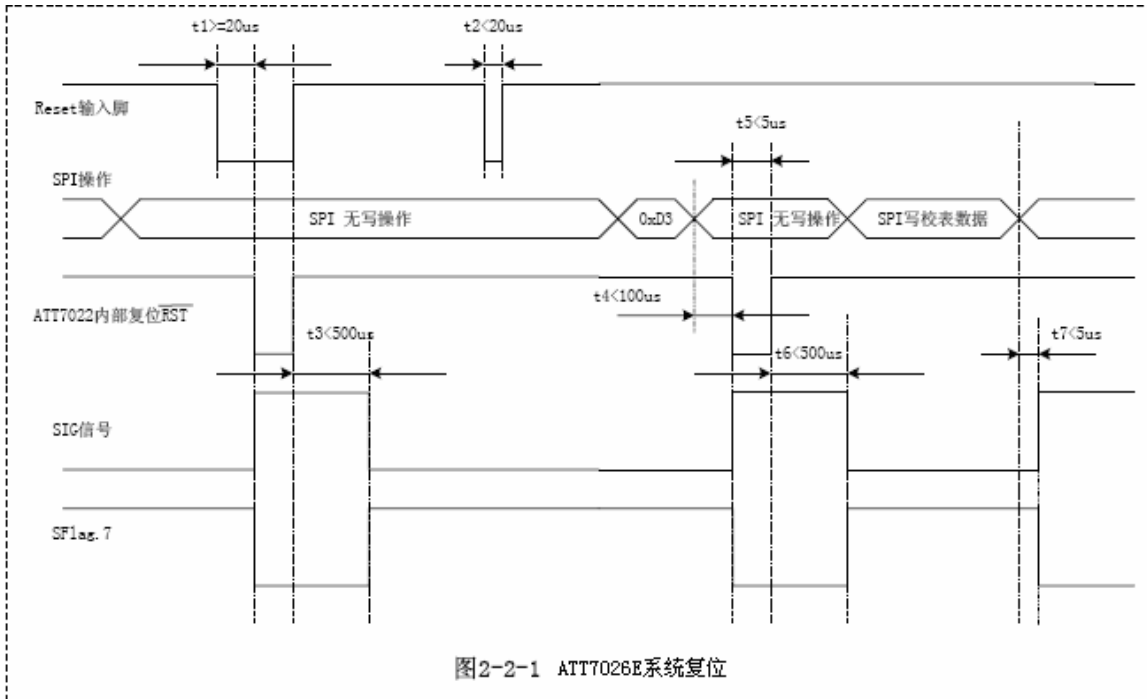 t1>=20us
t2<20us
Reset输入脚
t5<5us
SPI操作
SPI 无写操作
0xD3
SPI 无写操作
SPI写校表数据
t4<100us
ATT7022内部复位R̅S̅T̅
t3<500us
t6<500us
t7<5us
SIG信号
SFlag.7
图2-2-1 ATT7026E系统复位